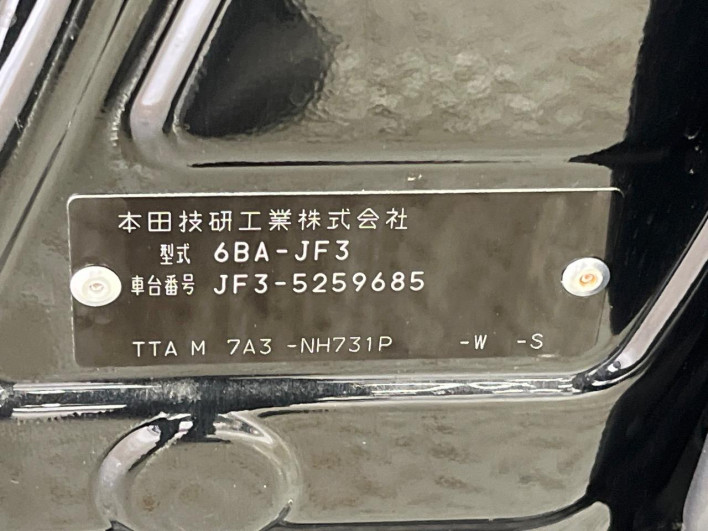 本田技研工業株式会社
型式 6BA-JF3
車台番号 JF3-5259685
TTA M 7A3 -NH731P -W -S